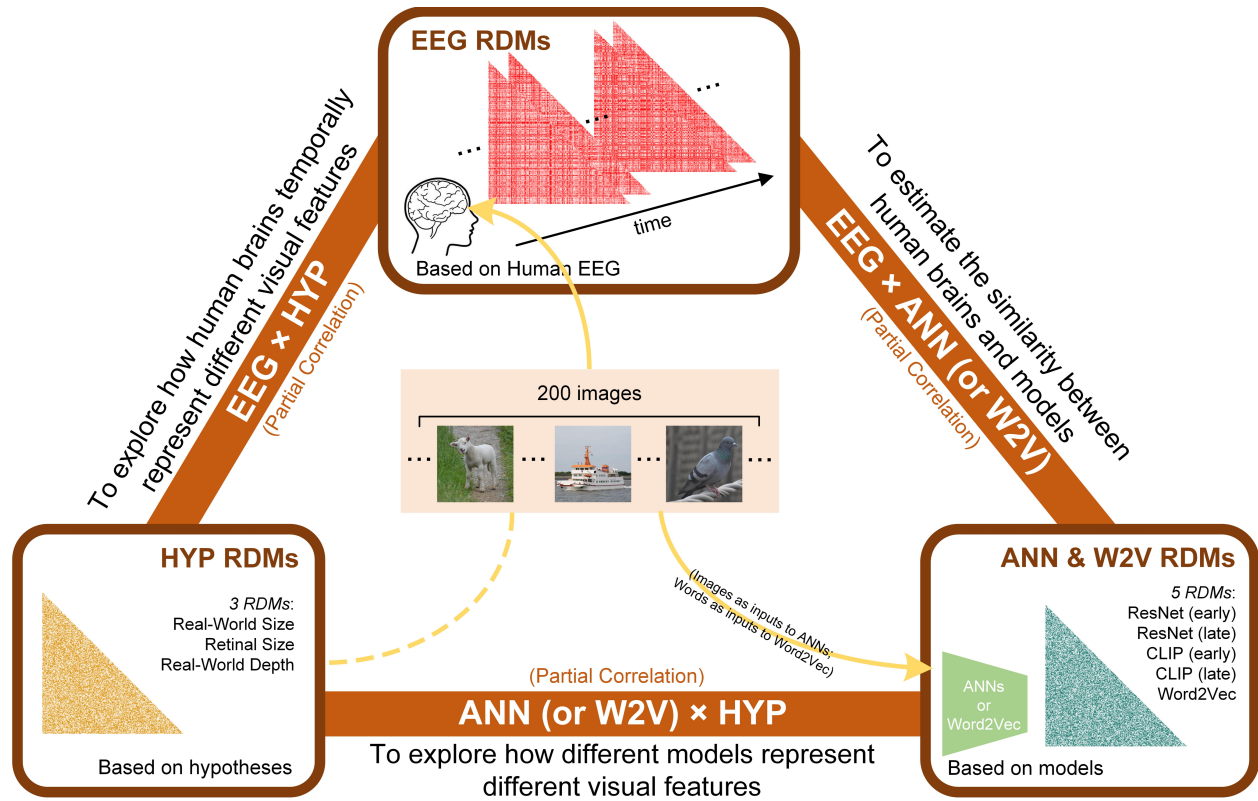 EEG RDMs
time
Based on Human EEG
To explore how human brains temporally
represent different visual features
EEG × HYP
(Partial Correlation)
To estimate the similarity between
human brains and models
EEG × ANN (or W2V)
(Partial Correlation)
200 images
HYP RDMs
3 RDMs:
Real-World Size
Retinal Size
Real-World Depth
Based on hypotheses
(Images as inputs to ANNs;
Words as inputs to Word2Vec)
ANN & W2V RDMs
5 RDMs:
ResNet (early)
ResNet (late)
CLIP (early)
CLIP (late)
Word2Vec
ANNs
or
Word2Vec
Based on models
(Partial Correlation)
ANN (or W2V) × HYP
To explore how different models represent
different visual features